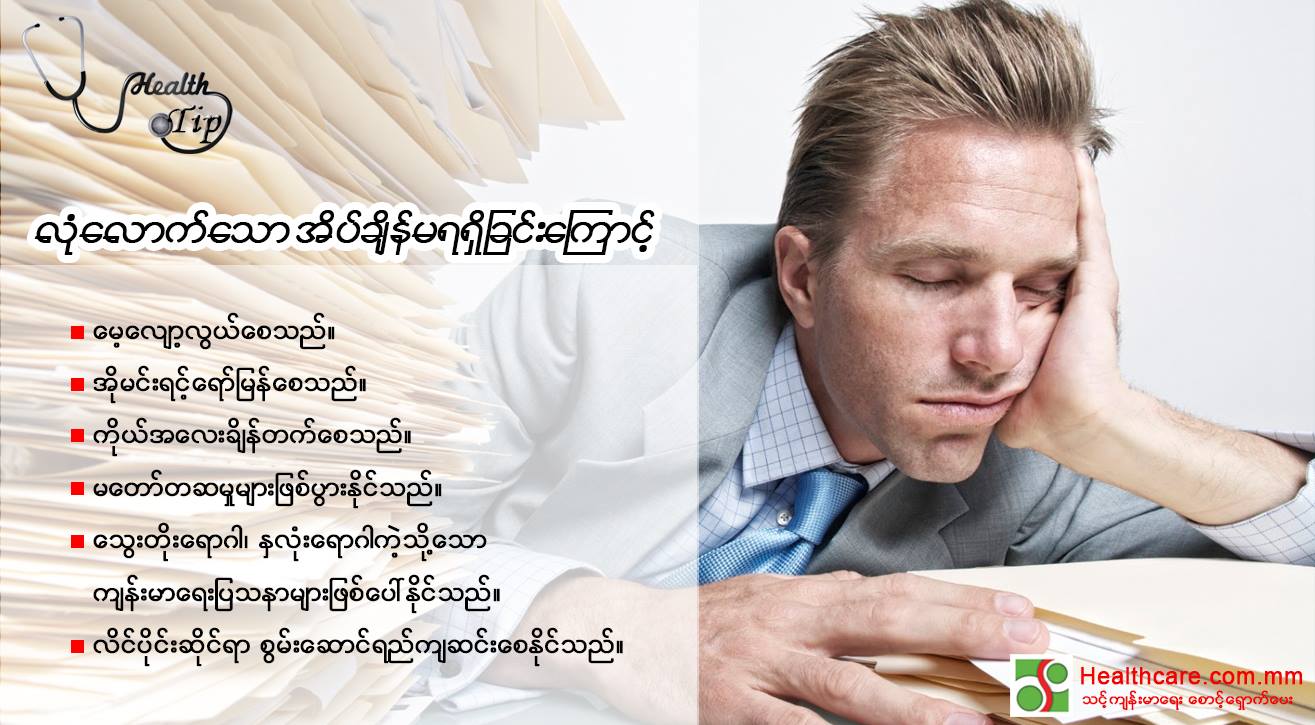 Health
Tip
လုံလောက်သော အိပ်ချိန်မရရှိခြင်းကြောင့်
မေ့လျော့လွယ်စေသည်။
အိုမင်းရင့်ရော်မြန်စေသည်။
ကိုယ်အလေးချိန်တက်စေသည်။
မတော်တဆမှုများဖြစ်ပွားနိုင်သည်။
သွေးတိုးရောဂါ၊ နှလုံးရောဂါကဲ့သို့သော
ကျန်းမာရေးပြသနာများဖြစ်ပေါ်နိုင်သည်။
လိင်ပိုင်းဆိုင်ရာ စွမ်းဆောင်ရည်ကျဆင်းစေနိုင်သည်။
Healthcare.com.mm
သင့်ကျန်းမာရေး စောင့်ရှောက်ပေး